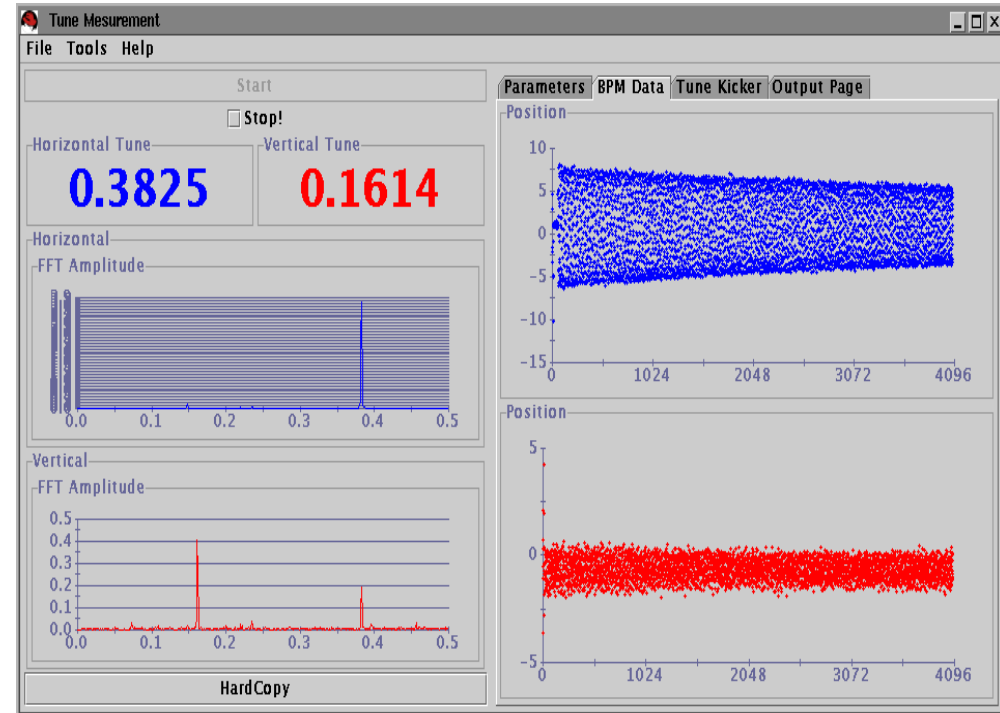 Tune Mesurement
File Tools Help
Start
Stop!
Horizontal Tune
0.3825
Vertical Tune
0.1614
Horizontal
FFT Amplitude
0.0 0.1 0.2 0.3 0.4 0.5
Vertical
FFT Amplitude
0.5
0.4
0.3
0.2
0.1
0.0
0.0 0.1 0.2 0.3 0.4 0.5
HardCopy
Parameters BPM Data Tune Kicker Output Page
Position
10
5
0
-5
-10
-15
0 1024 2048 3072 4096
Position
5
0
-5
0 1024 2048 3072 4096